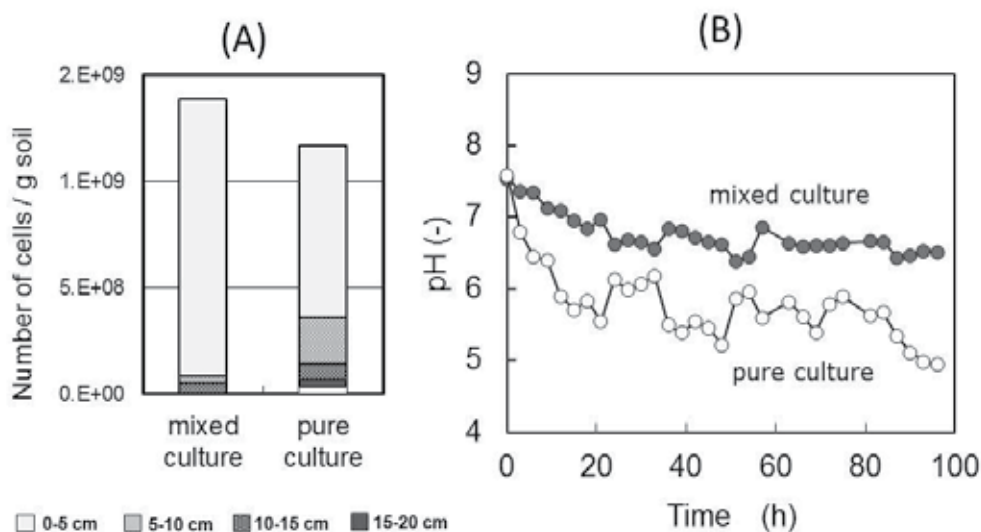 (A)
2.E+09
1.E+09
5.E+08
0.E+00
Number of cells / g soil
mixed
culture
pure
culture
0-5 cm 5-10 cm 10-15 cm 15-20 cm
(B)
9
8
7
6
5
4
pH (-)
mixed culture
pure culture
0 20 40 60 80 100
Time (h)